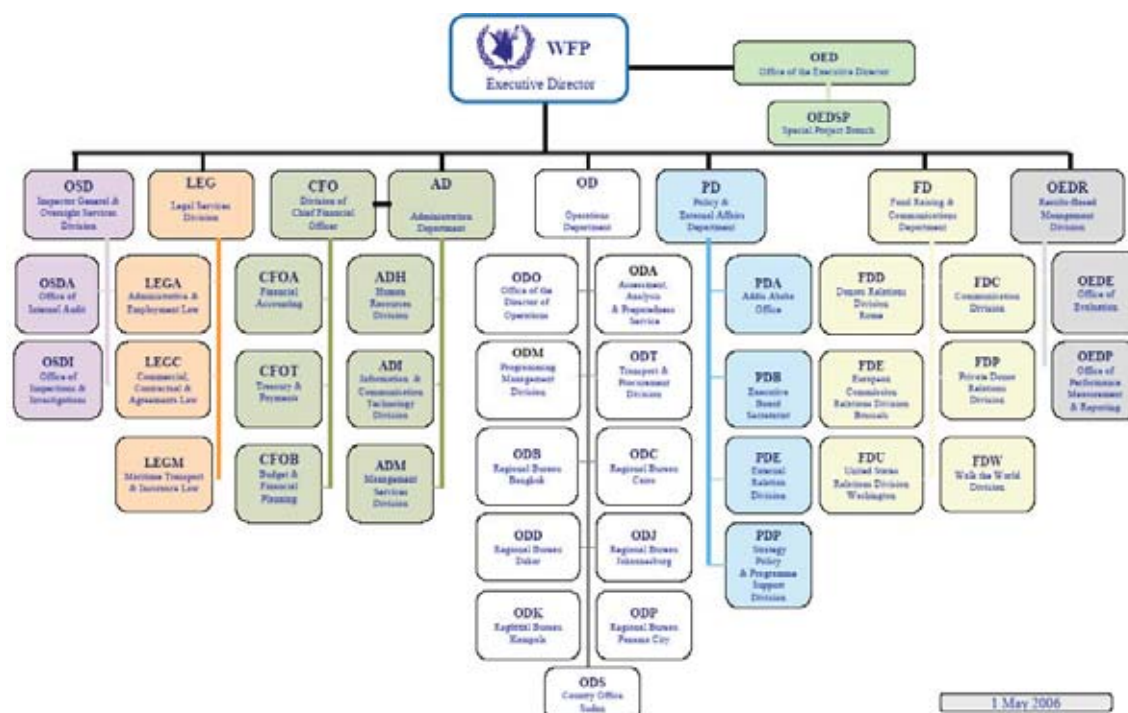 WFP
Executive Director
OED
Office of the Executive Director
OEDSP
Special Project Branch
OSD
Inspector General &
Oversight Services
Division
LEG
Legal Services
Division
CFO
Division of
Chief Financial
Officer
AD
Administration
Department
OD
Operations
Department
PD
Policy &
External Affairs
Department
FD
Fund Raising &
Communications
Department
OEDR
Results-Based
Management
Division
OSDA
Office of
Internal Audit
OSDI
Office of
Inspections &
Investigations
LEGA
Administrative &
Employment Law
LEGC
Commercial,
Contractual &
Agreements Law
LEGM
Maritime Transport
& Insurance Law
CFOA
Financial
Accounting
CFOT
Treasury &
Payments
CFOB
Budget &
Financial
Planning
ADH
Human
Resources
Division
ADI
Information &
Communication
Technology
Division
ADM
Management
Services
Division
ODO
Office of the
Director of
Operations
ODA
Assessment,
Analysis
& Preparedness
Service
ODM
Programming
Management
Division
ODT
Transport &
Procurement
Division
ODB
Regional Bureau
Bangkok
ODC
Regional Bureau
Cairo
ODD
Regional Bureau
Dakar
ODJ
Regional Bureau
Johannesburg
ODK
Regional Bureau
Kampala
ODP
Regional Bureau
Panama City
ODS
Country Office
Sudan
PDA
Addis Ababa
Office
PDB
Executive
Board
Secretariat
PDE
External
Relation
Division
PDP
Strategy
Policy
& Programme
Support
Division
FDD
Donors Relations
Division
Rome
FDC
Communication
Division
FDE
European
Commission
Relations Division
Brussels
FDP
Private Donor
Relations
Division
FDU
United States
Relations Division
Washington
FDW
Walk the World
Division
OEDE
Office of
Evaluation
OEDP
Office of
Performance
Measurement
& Reporting
1 May 2006